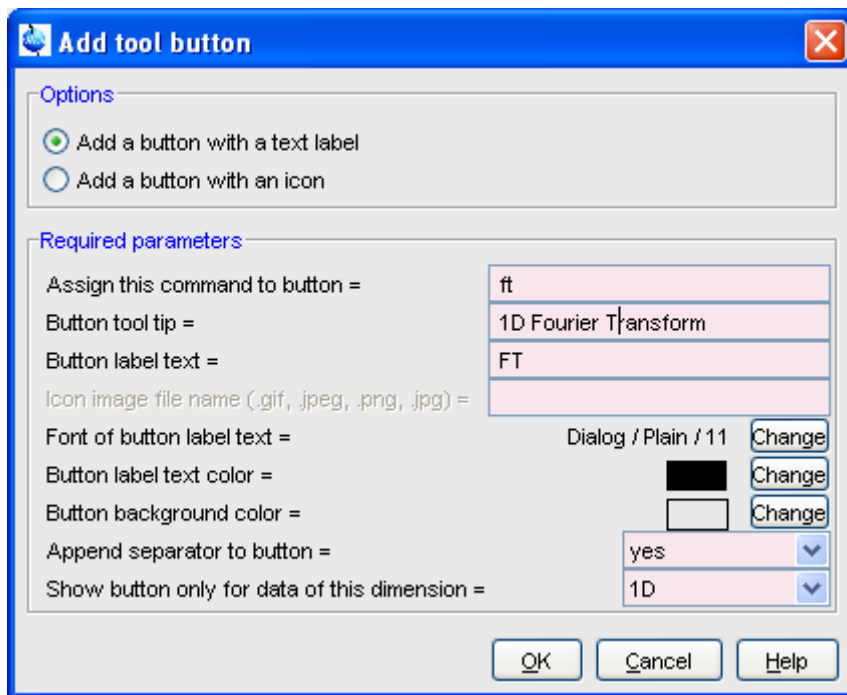 Add tool button
Options
Add a button with a text label
Add a button with an icon
Required parameters
Assign this command to button = ft
Button tool tip = 1D Fourier Transform
Button label text = FT
Icon image file name (.gif, .jpeg, .png, .jpg) =
Font of button label text = Dialog / Plain / 11 Change
Button label text color = Change
Button background color = Change
Append separator to button = yes
Show button only for data of this dimension = 1D
OK Cancel Help